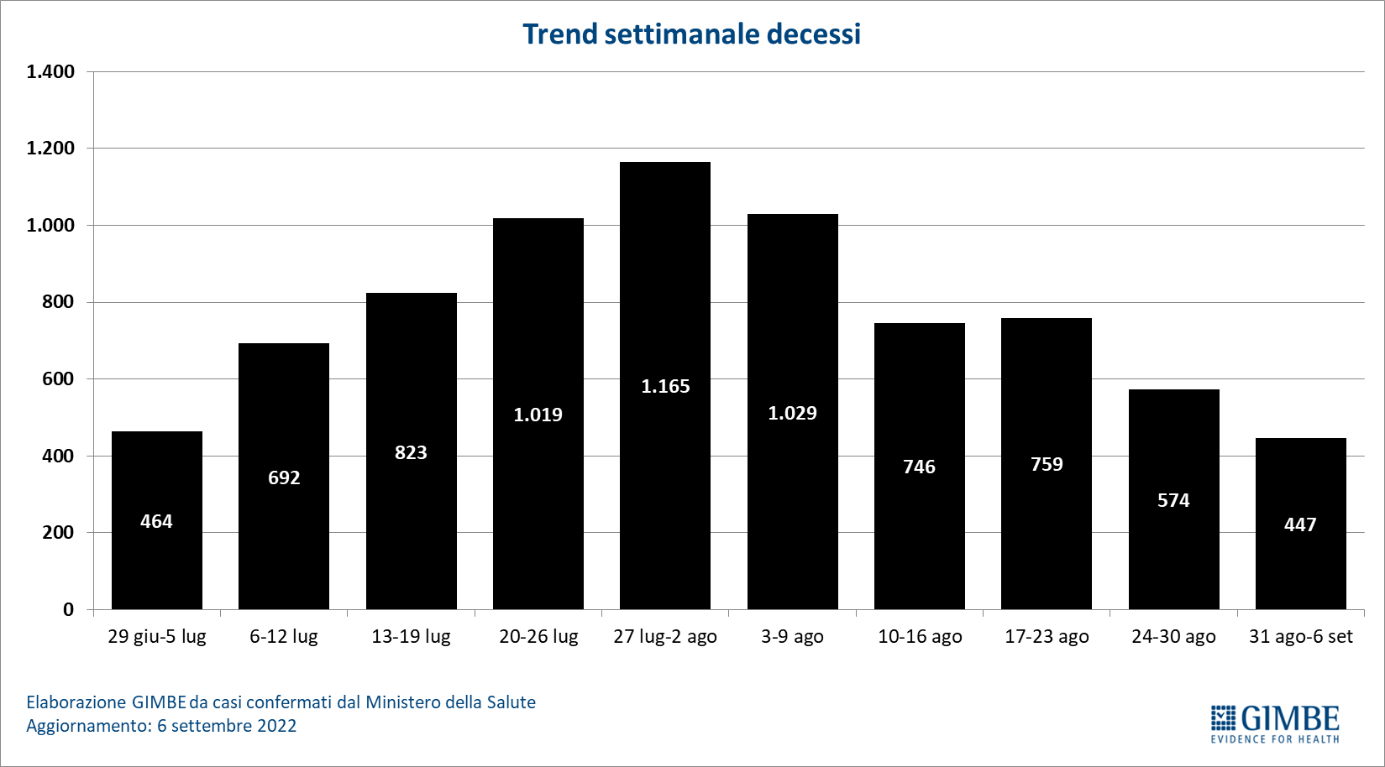 Trend settimanale decessi
1.400
1.200
1.000
800
600
400
200
0
464
692
823
1.019
1.165
1.029
746
759
574
447
29 giu-5 lug
6-12 lug
13-19 lug
20-26 lug
27 lug-2 ago
3-9 ago
10-16 ago
17-23 ago
24-30 ago
31 ago-6 set
Elaborazione GIMBE da casi confermati dal Ministero della Salute
Aggiornamento: 6 settembre 2022
GIMBE
EVIDENCE FOR HEALTH